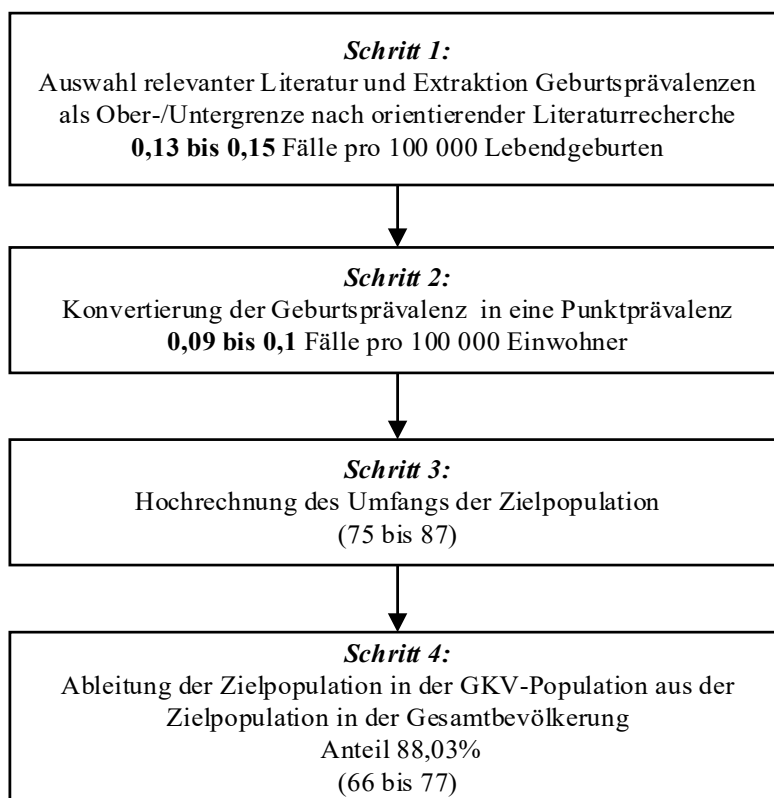 Schritt 1:
Auswahl relevanter Literatur und Extraktion Geburtsprävalenzen
als Ober-/Untergrenze nach orientierender Literaturrecherche
0,13 bis 0,15 Fälle pro 100 000 Lebendgeburten
Schritt 2:
Konvertierung der Geburtsprävalenz in eine Punktprävalenz
0,09 bis 0,1 Fälle pro 100 000 Einwohner
Schritt 3:
Hochrechnung des Umfangs der Zielpopulation
(75 bis 87)
Schritt 4:
Ableitung der Zielpopulation in der GKV-Population aus der
Zielpopulation in der Gesamtbevölkerung
Anteil 88,03%
(66 bis 77)